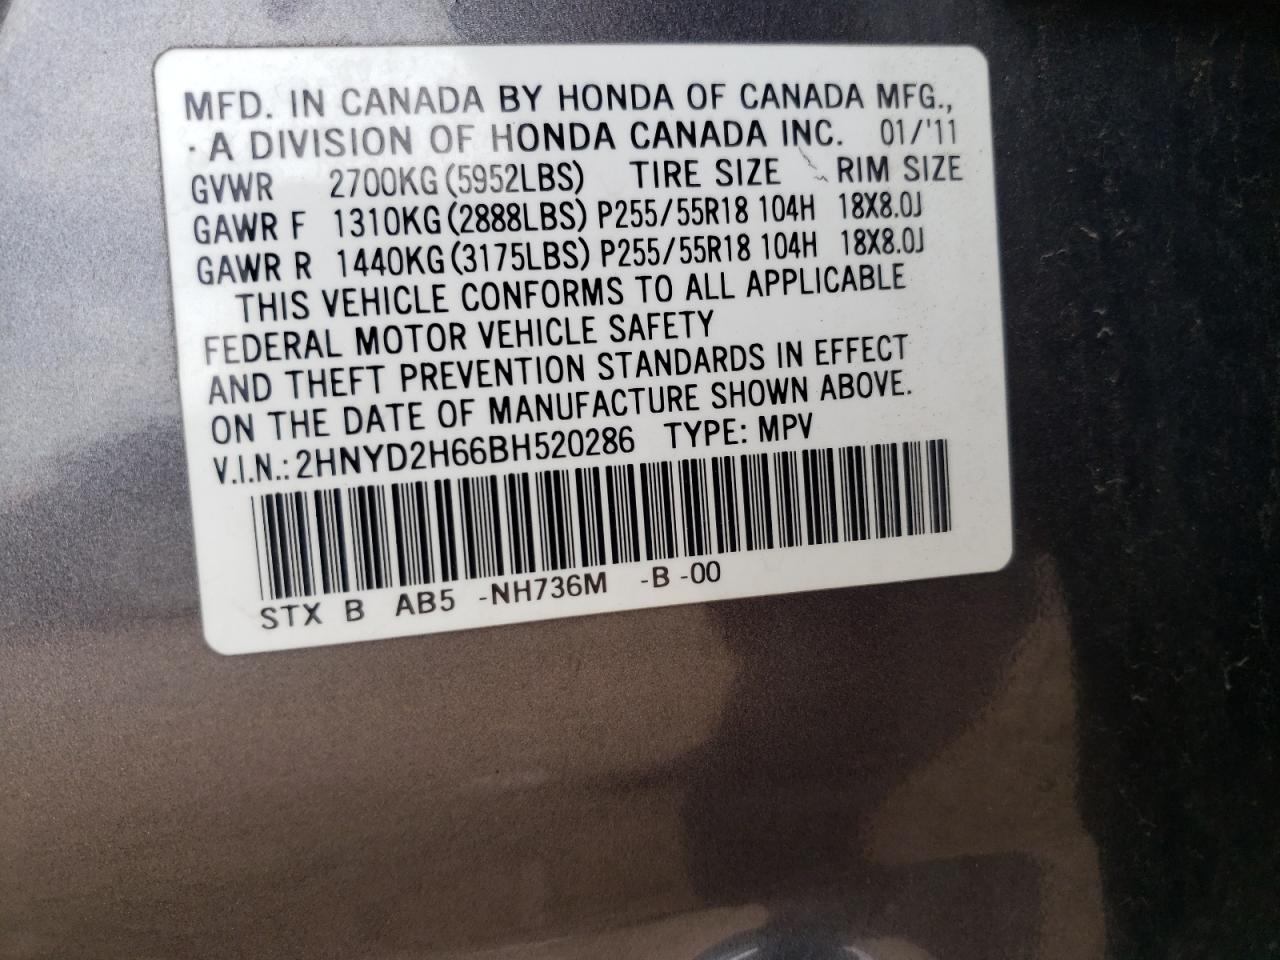 MFD. IN CANADA BY HONDA OF CANADA MFG.,
A DIVISION OF HONDA CANADA INC. 01/'11
GVWR 2700KG (5952LBS) TIRE SIZE RIM SIZE
GAWR F 1310KG (2888LBS) P255/55R18 104H 18X8.0J
GAWR R 1440KG (3175LBS) P255/55R18 104H 18X8.0J
THIS VEHICLE CONFORMS TO ALL APPLICABLE
FEDERAL MOTOR VEHICLE SAFETY
AND THEFT PREVENTION STANDARDS IN EFFECT
ON THE DATE OF MANUFACTURE SHOWN ABOVE.
V.I.N.: 2HNYD2H66BH520286 TYPE: MPV
STX B AB5 -NH736M -B -00